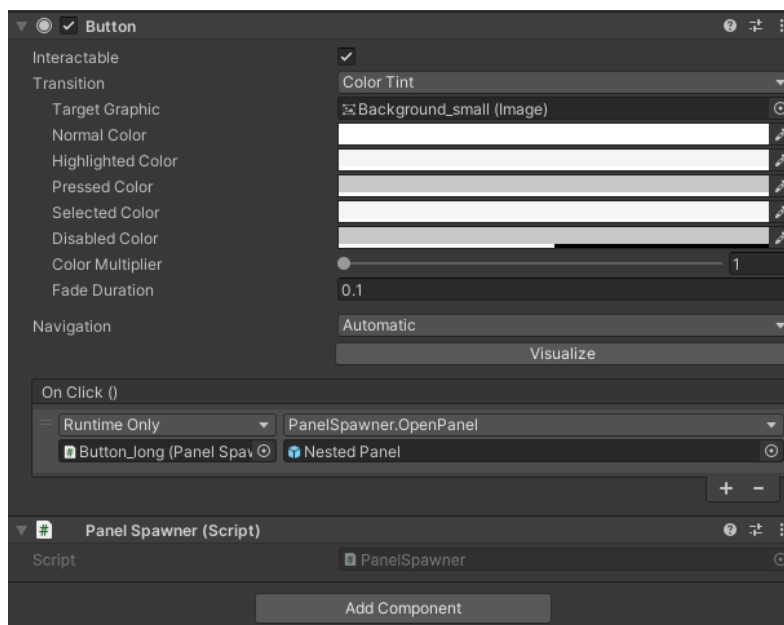 Button
Interactable
Transition Color Tint
Target Graphic Background_small (Image)
Normal Color
Highlighted Color
Pressed Color
Selected Color
Disabled Color
Color Multiplier 1
Fade Duration 0.1
Navigation Automatic
Visualize
On Click ()
Runtime Only PanelSpawner.OpenPanel
Button_long (Panel Spaw Nested Panel
+ −
# Panel Spawner (Script)
Script PanelSpawner
Add Component